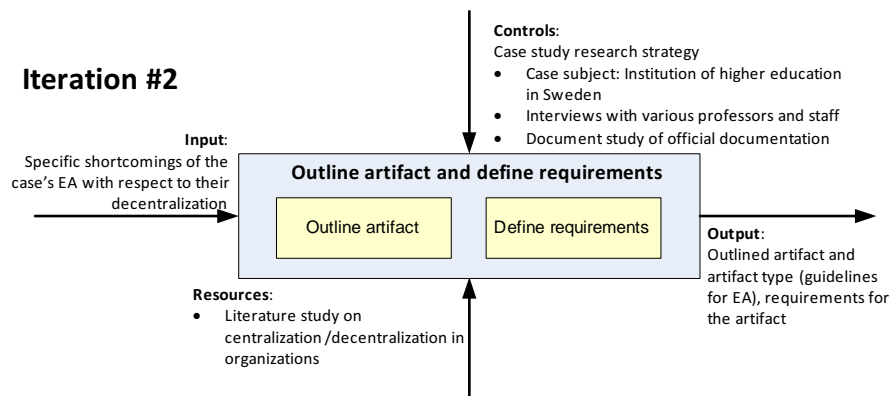 Iteration #2
Controls:
Case study research strategy
• Case subject: Institution of higher education
in Sweden
• Interviews with various professors and staff
• Document study of official documentation
Input:
Specific shortcomings of the
case's EA with respect to their
decentralization
Outline artifact and define requirements
Outline artifact
Define requirements
Output:
Outlined artifact and
artifact type (guidelines
for EA), requirements for
the artifact
Resources:
• Literature study on
centralization/decentralization in
organizations